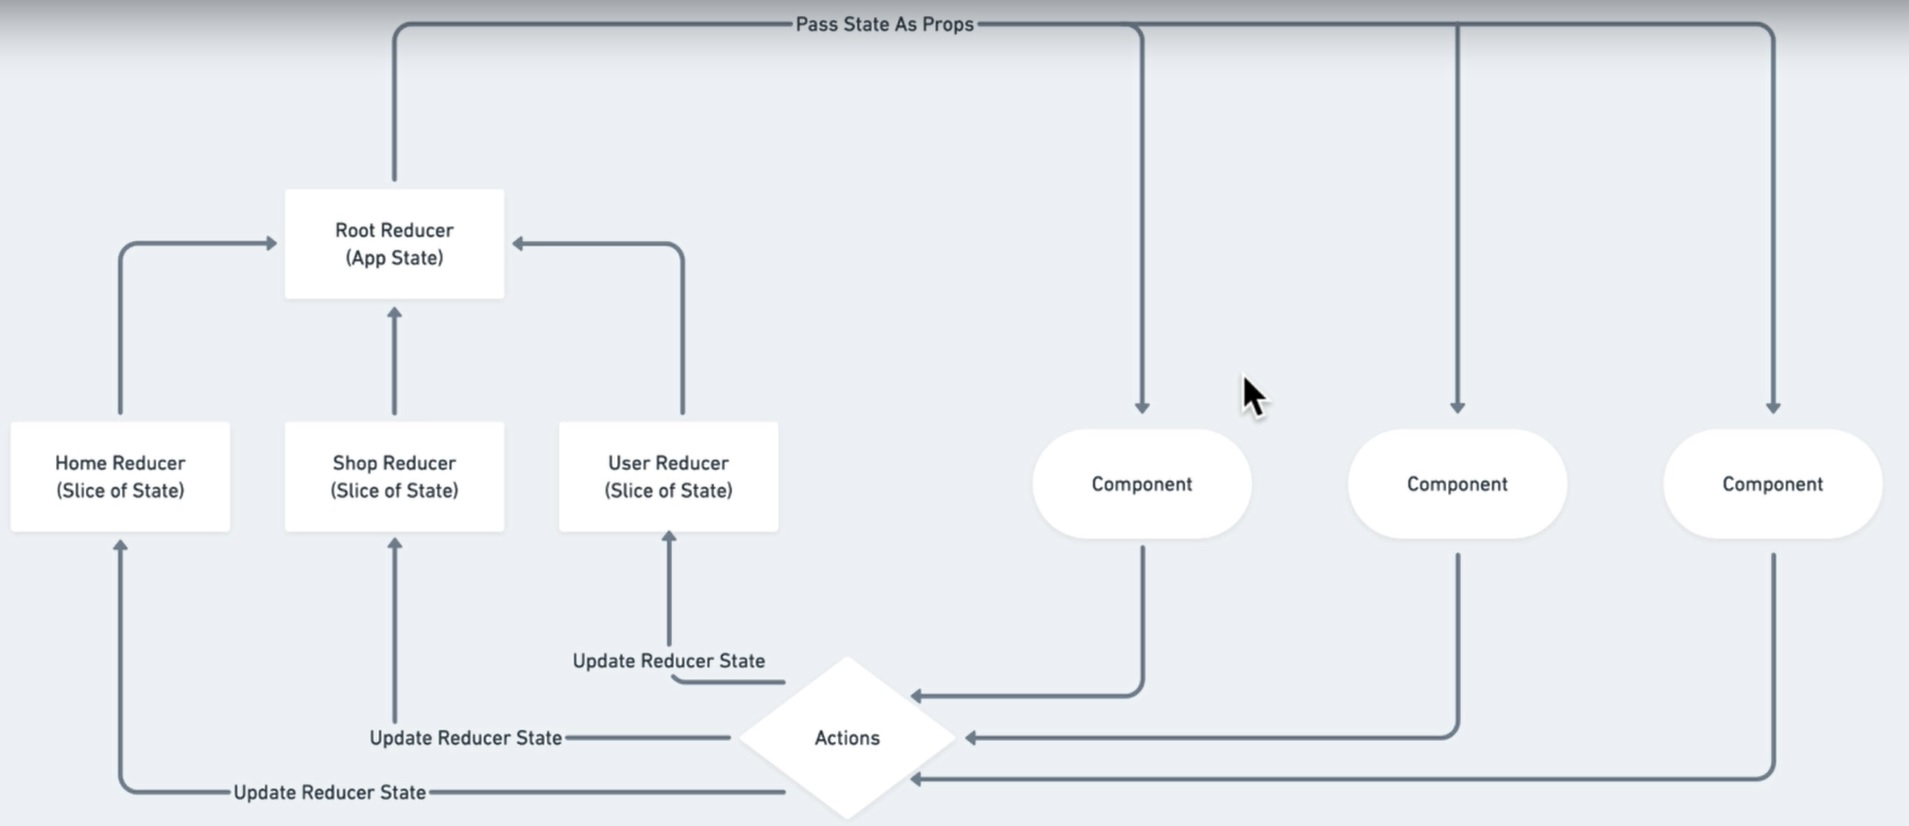 Pass State As Props
Root Reducer
(App State)
Home Reducer
(Slice of State)
Shop Reducer
(Slice of State)
User Reducer
(Slice of State)
Component
Component
Component
Update Reducer State
Update Reducer State
Actions
Update Reducer State